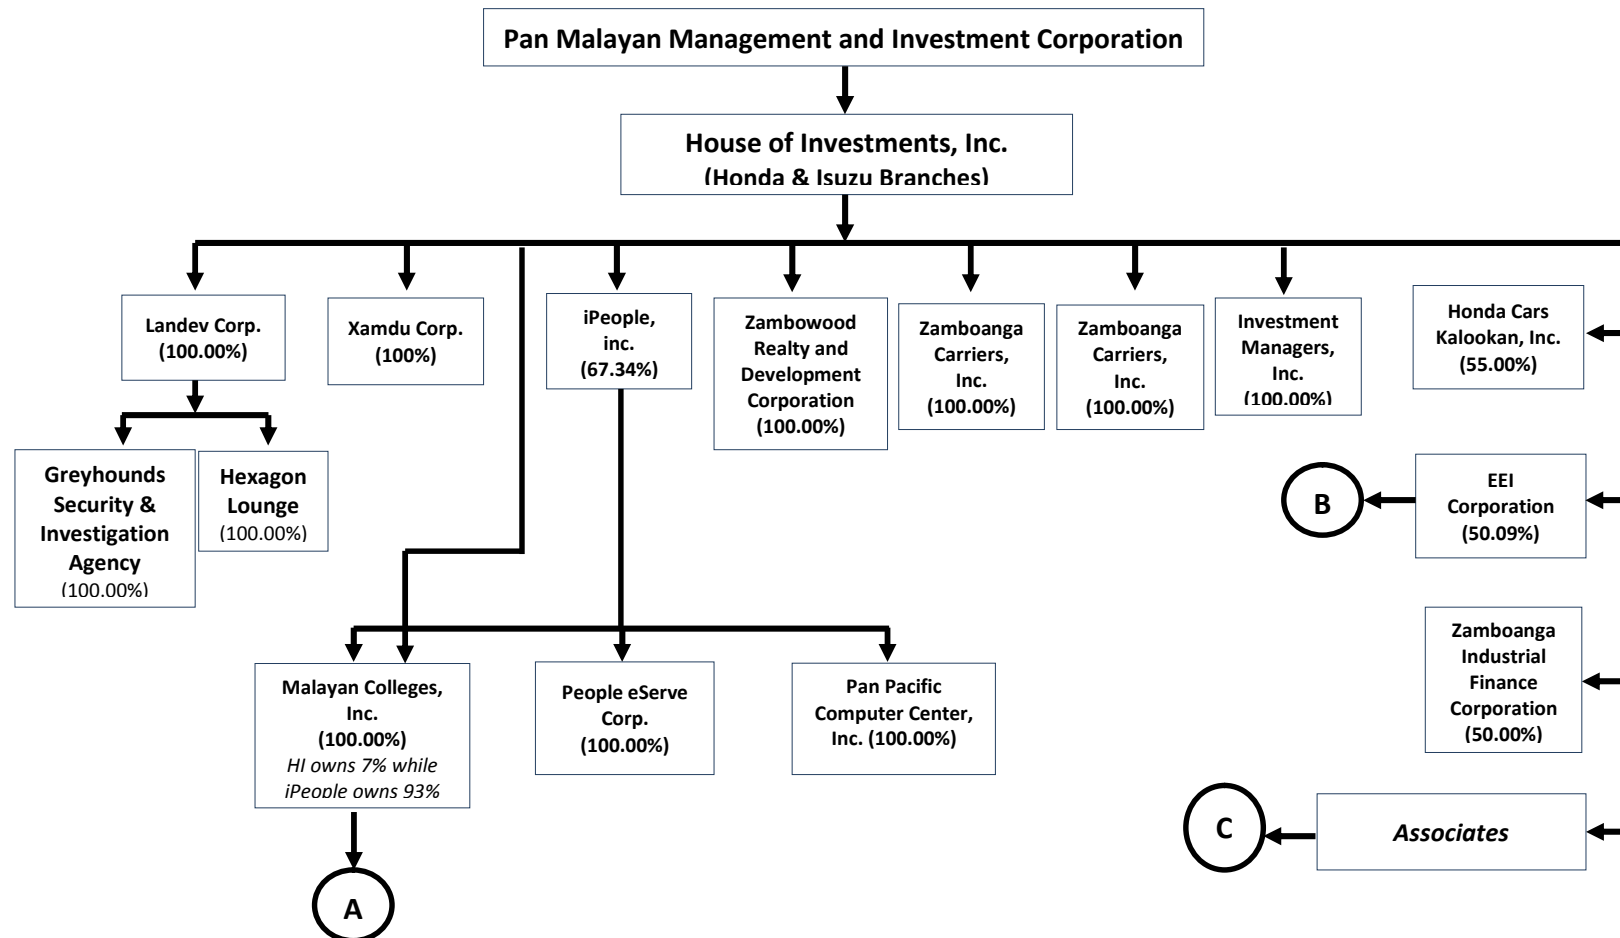 Pan Malayan Management and Investment Corporation
House of Investments, Inc.
(Honda & Isuzu Branches)
Landev Corp.
(100.00%)
Xamdu Corp.
(100%)
iPeople,
inc.
(67.34%)
Zambowood
Realty and
Development
Corporation
(100.00%)
Zamboanga
Carriers,
Inc.
(100.00%)
Zamboanga
Carriers,
Inc.
(100.00%)
Investment
Managers,
Inc.
(100.00%)
Honda Cars
Kalookan, Inc.
(55.00%)
Greyhounds
Security &
Investigation
Agency
(100.00%)
Hexagon
Lounge
(100.00%)
B
EEI
Corporation
(50.09%)
Malayan Colleges,
Inc.
(100.00%)
HI owns 7% while
iPeople owns 93%
People eServe
Corp.
(100.00%)
Pan Pacific
Computer Center,
Inc. (100.00%)
Zamboanga
Industrial
Finance
Corporation
(50.00%)
C
Associates
A